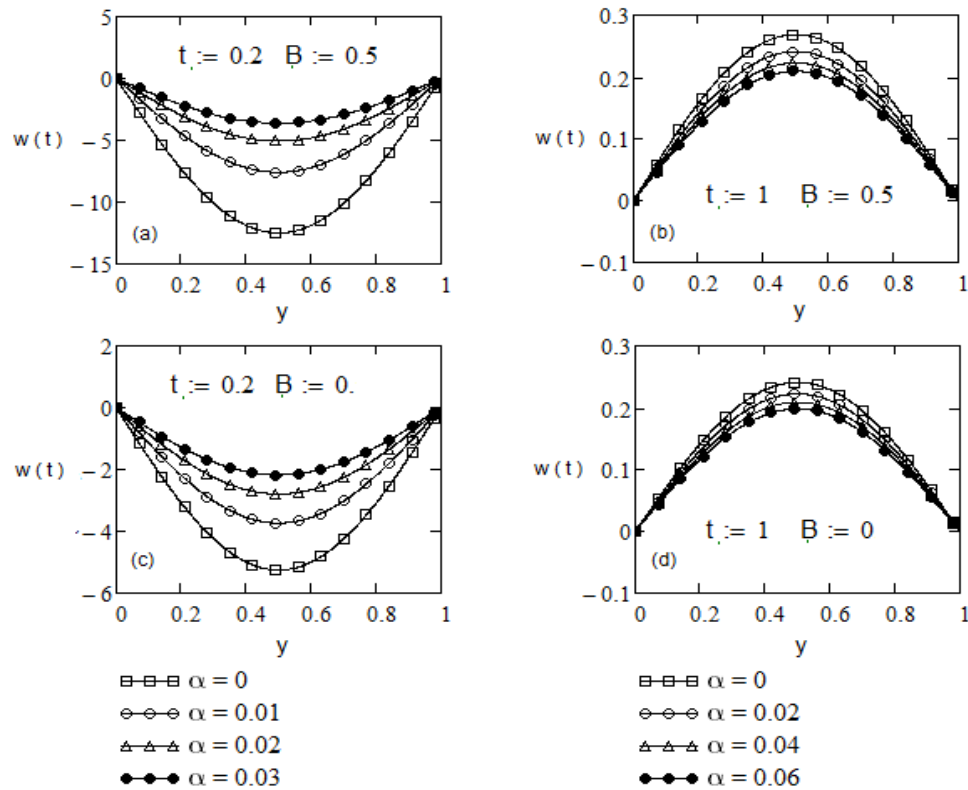 t := 0.2 B := 0.5
5
0
−5
−10
−15
w(t)
(a)
0 0.2 0.4 0.6 0.8 1
y
t := 1 B := 0.5
0.3
0.2
0.1
0
−0.1
w(t)
(b)
0 0.2 0.4 0.6 0.8 1
y
t := 0.2 B := 0.
2
0
−2
−4
−6
w(t)
(c)
0 0.2 0.4 0.6 0.8 1
y
t := 1 B := 0
0.3
0.2
0.1
0
−0.1
w(t)
(d)
0 0.2 0.4 0.6 0.8 1
y
α = 0
α = 0.01
α = 0.02
α = 0.03
α = 0
α = 0.02
α = 0.04
α = 0.06